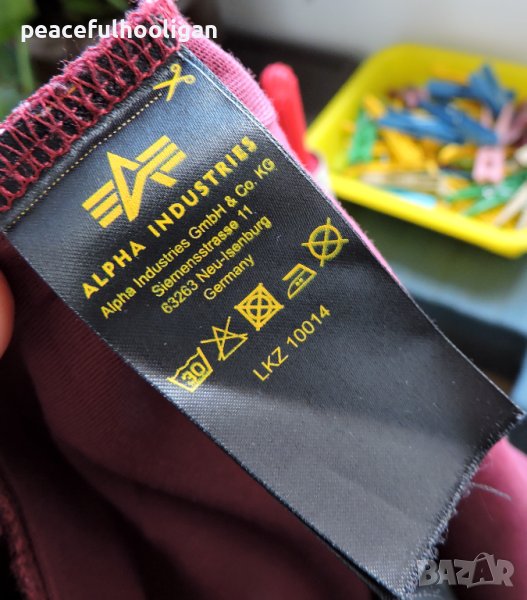 peacefulhooligan
ALPHA INDUSTRIES
Alpha Industries GmbH & Co. KG
Siemensstrasse 11
63263 Neu-Isenburg
Germany
30
LKZ 10014
BAZAR